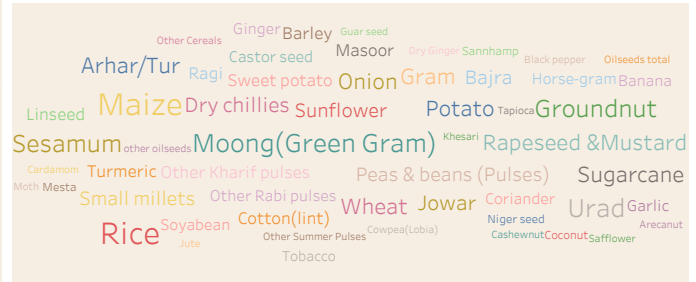 Ginger Barley Guar seed
Other Cereals Masoor
Arhar/Tur Castor seed Dry Ginger Sannhamp
Ragi Sweet potato Onion Gram Bajra Black pepper Oilseeds total
Horse-gram Banana
Linseed Maize Dry chillies Sunflower Potato Tapioca Groundnut
Sesamum other oilseeds Moong(Green Gram) Khesari Rapeseed &Mustard
Cardamom Turmeric Other Kharif pulses Peas & beans (Pulses) Sugarcane
Moth Mesta Small millets Other Rabi pulses Wheat Jowar Coriander Urad Garlic
Rice Soyabean Cotton(lint) Niger seed Arecanut
Jute Other Summer Pulses Cowpea(Lobia) Cashewnut Coconut Safflower
Tobacco